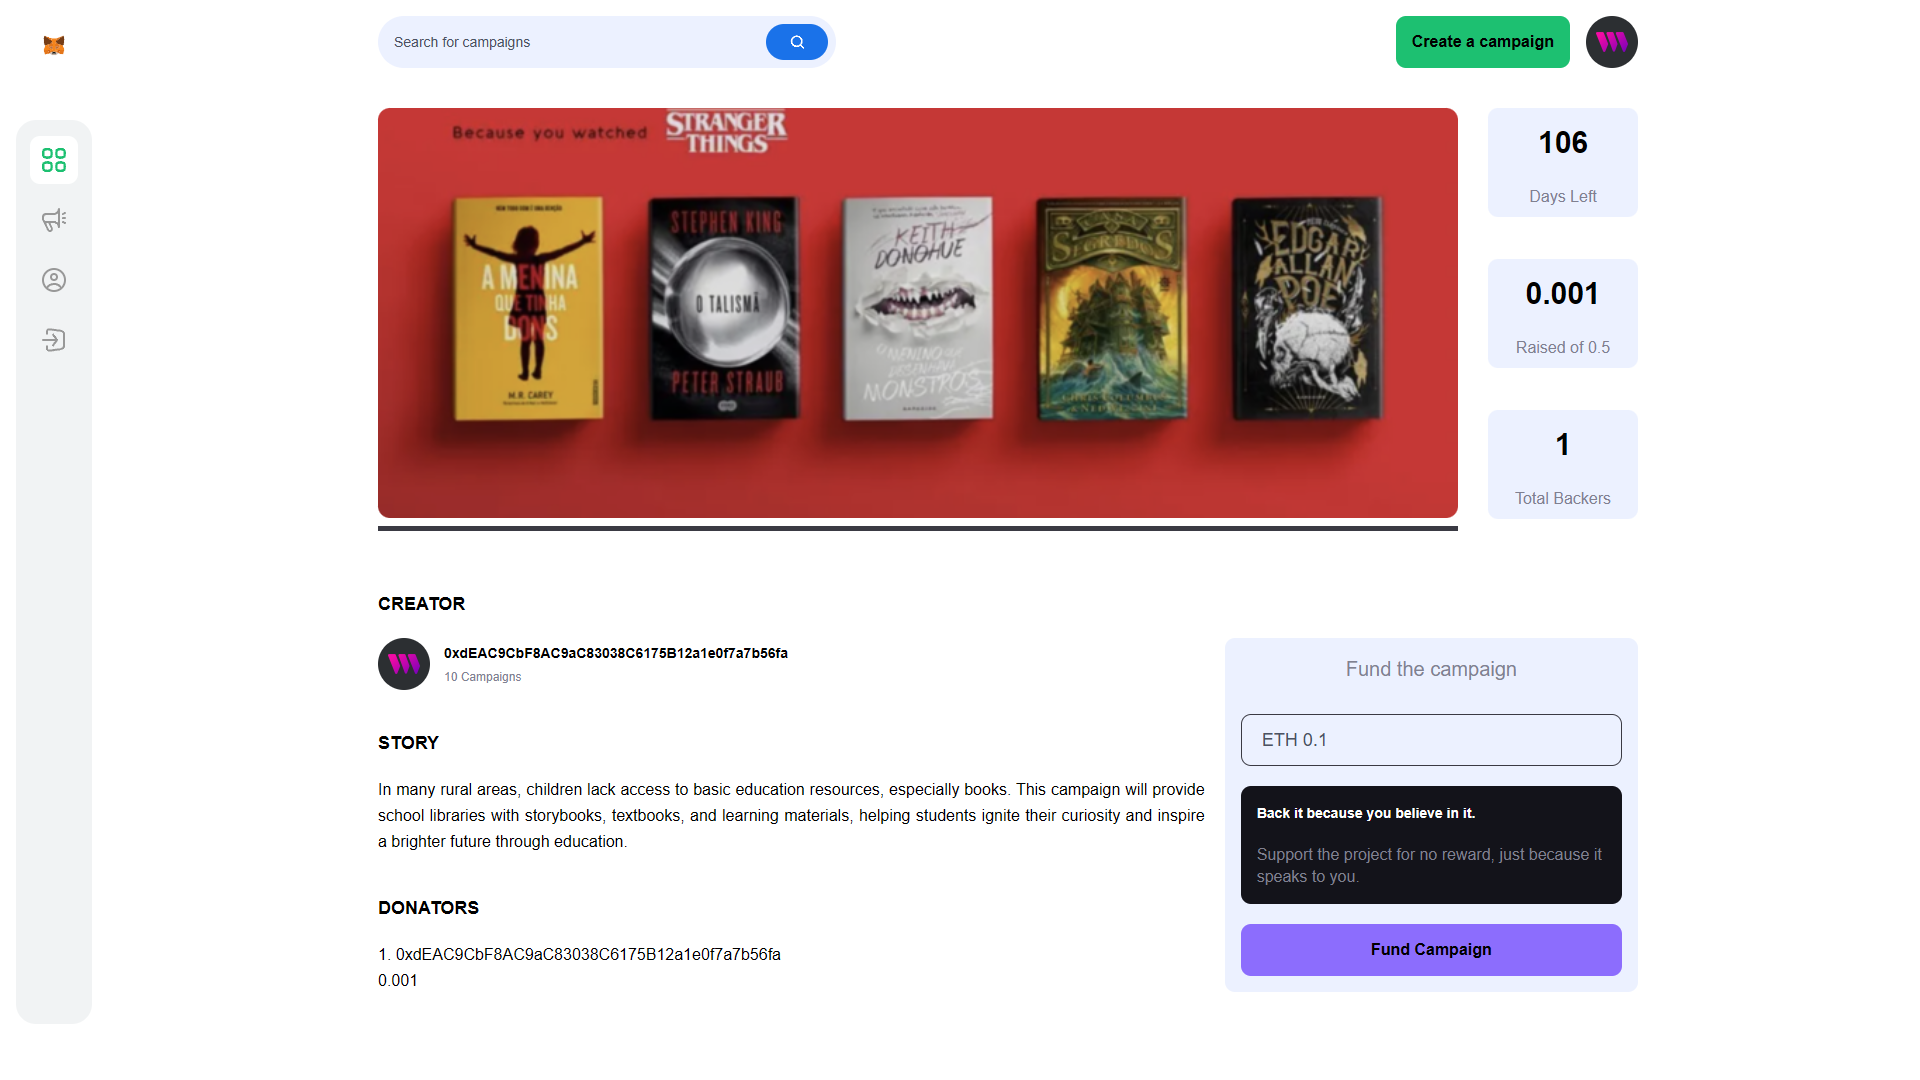 Search for campaigns
Create a campaign
Because you watched
STRANGER
THINGS
A MENINA
QUE TINHA
DONS
M.R. CAREY
STEPHEN KING
O TALISMÃ
PETER STRAUB
KEITH
DONOHUE
O MENINO QUE
DESENHAVA
MONSTROS
CASA DE
SEGREDOS
CHRIS COLUMBUS
EDGAR
ALLAN
POE
106
Days Left
0.001
Raised of 0.5
1
Total Backers
CREATOR
0xdEAC9CbF8AC9aC83038C6175B12a1e0f7a7b56fa
10 Campaigns
STORY
In many rural areas, children lack access to basic education resources, especially books. This campaign will provide
school libraries with storybooks, textbooks, and learning materials, helping students ignite their curiosity and inspire
a brighter future through education.
DONATORS
1. 0xdEAC9CbF8AC9aC83038C6175B12a1e0f7a7b56fa
0.001
Fund the campaign
ETH 0.1
Back it because you believe in it.
Support the project for no reward, just because it
speaks to you.
Fund Campaign